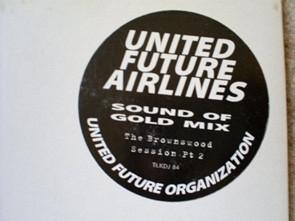 UNITED
FUTURE
AIRLINES
SOUND OF
GOLD MIX
The Brownswood
Session Pt 2
TLKDJ 84
UNITED FUTURE ORGANIZATION